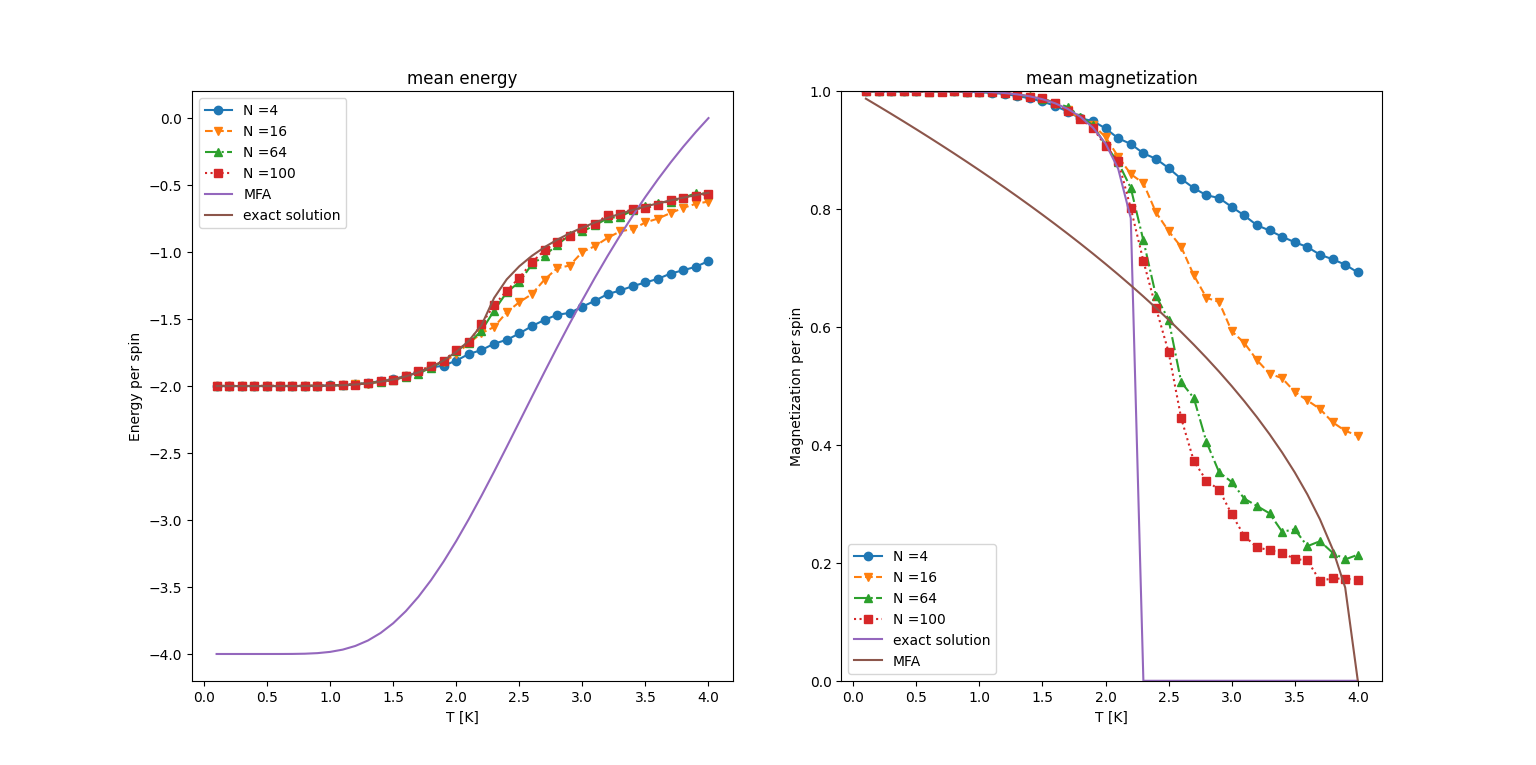 mean energy
N =4
N =16
N =64
N =100
MFA
exact solution
0.0
−0.5
−1.0
−1.5
−2.0
−2.5
−3.0
−3.5
−4.0
Energy per spin
0.0
0.5
1.0
1.5
2.0
2.5
3.0
3.5
4.0
T [K]
mean magnetization
1.0
0.8
0.6
0.4
0.2
0.0
Magnetization per spin
N =4
N =16
N =64
N =100
exact solution
MFA
0.0
0.5
1.0
1.5
2.0
2.5
3.0
3.5
4.0
T [K]